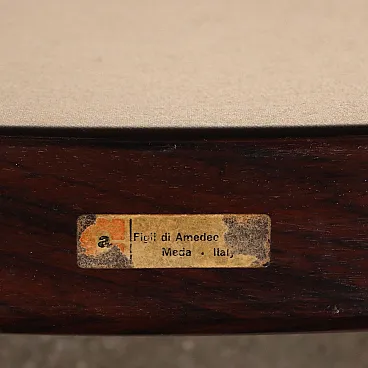 a
Figli di Amedeo
Meda - Italy